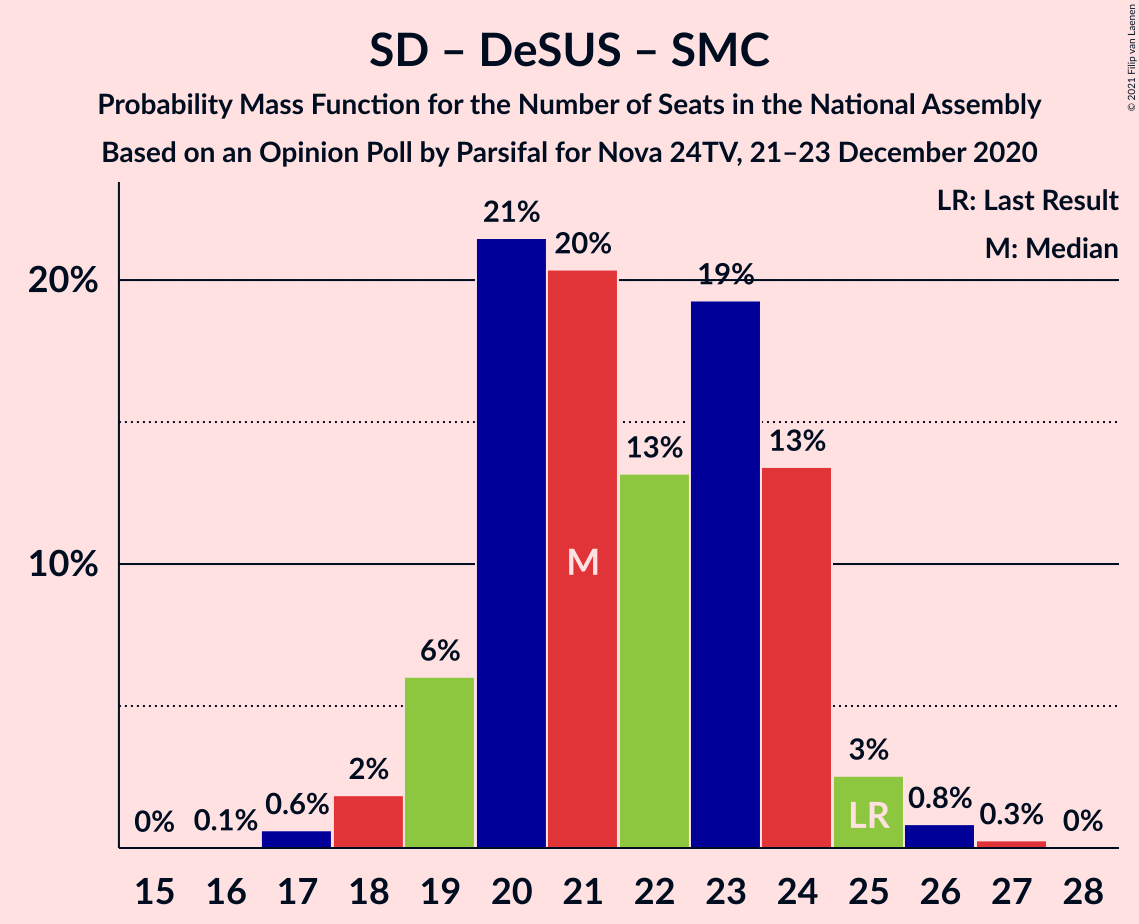 © 2021 Filip van Laenen
SD – DeSUS – SMC
Probability Mass Function for the Number of Seats in the National Assembly
Based on an Opinion Poll by Parsifal for Nova 24TV, 21–23 December 2020
LR: Last Result
M: Median
20%
10%
0% 0.1% 0.6% 2% 6% 21% 20% 13% 19% 13% 3% 0.8% 0.3% 0%
M
LR
15 16 17 18 19 20 21 22 23 24 25 26 27 28